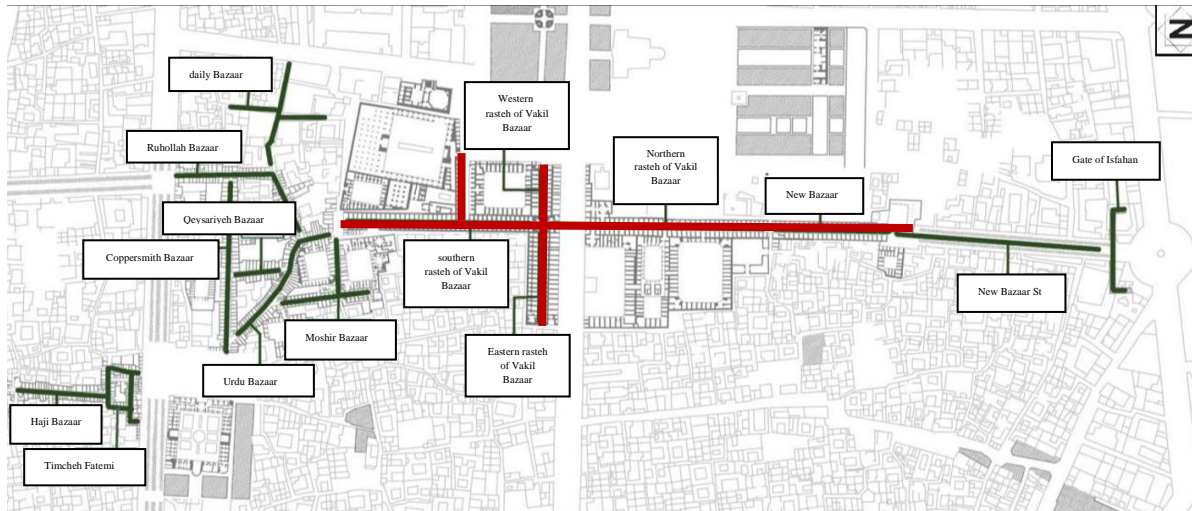 N
daily Bazaar
Western
rasteh of Vakil
Bazaar
Ruhollah Bazaar
Northern
rasteh of Vakil
Bazaar
Gate of Isfahan
New Bazaar
Qeysariyeh Bazaar
Coppersmith Bazaar
southern
rasteh of Vakil
Bazaar
New Bazaar St
Moshir Bazaar
Eastern rasteh
of Vakil
Bazaar
Urdu Bazaar
Haji Bazaar
Timcheh Fatemi